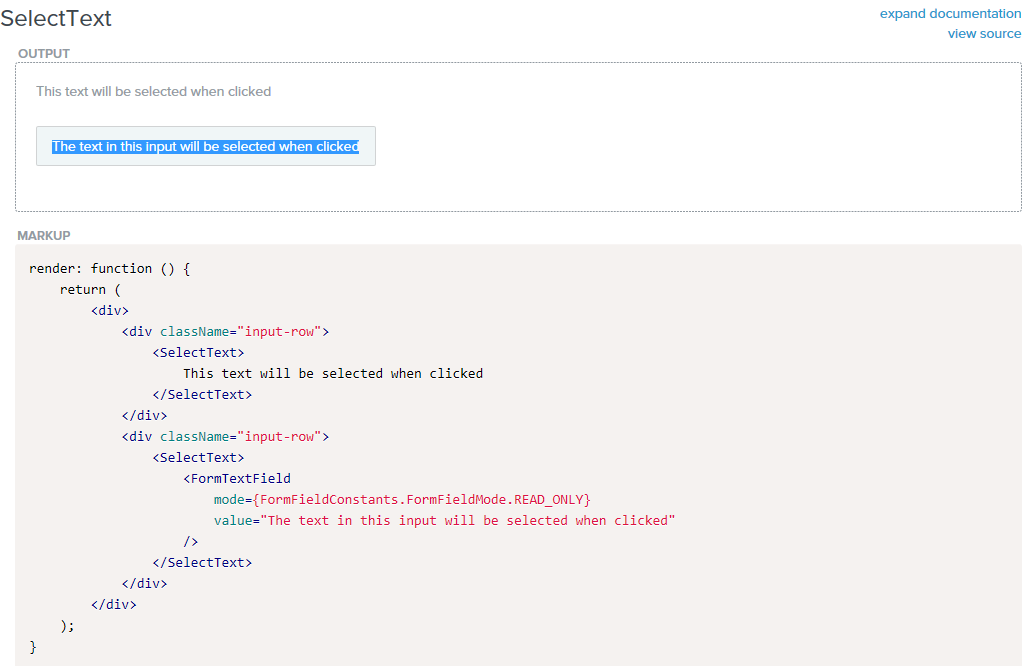 SelectText
expand documentation
view source
OUTPUT
This text will be selected when clicked
The text in this input will be selected when clicked
MARKUP
render: function () {
    return (
        <div>
            <div className="input-row">
                <SelectText>
                    This text will be selected when clicked
                </SelectText>
            </div>
            <div className="input-row">
                <SelectText>
                    <FormTextField
                        mode={FormFieldConstants.FormFieldMode.READ_ONLY}
                        value="The text in this input will be selected when clicked"
                    />
                </SelectText>
            </div>
        </div>
    );
}